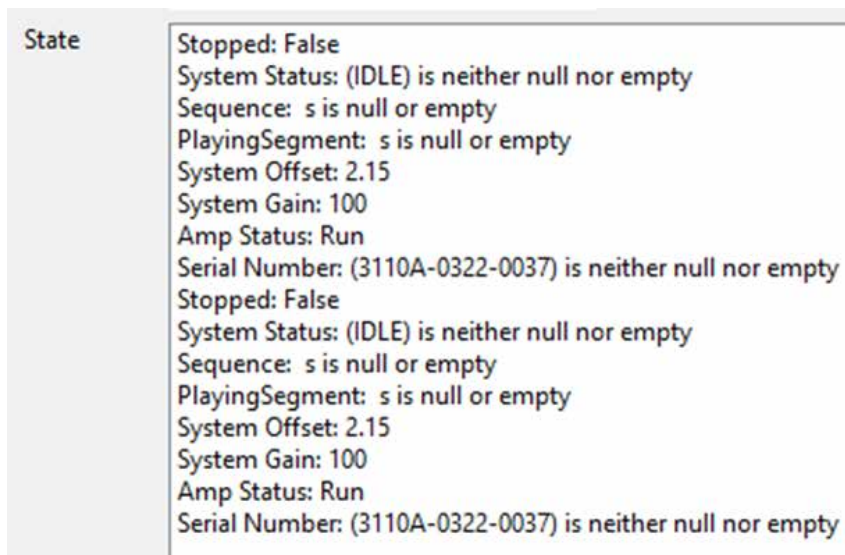 State
Stopped: False
System Status: (IDLE) is neither null nor empty
Sequence:  s is null or empty
PlayingSegment:  s is null or empty
System Offset: 2.15
System Gain: 100
Amp Status: Run
Serial Number: (3110A-0322-0037) is neither null nor empty
Stopped: False
System Status: (IDLE) is neither null nor empty
Sequence:  s is null or empty
PlayingSegment:  s is null or empty
System Offset: 2.15
System Gain: 100
Amp Status: Run
Serial Number: (3110A-0322-0037) is neither null nor empty